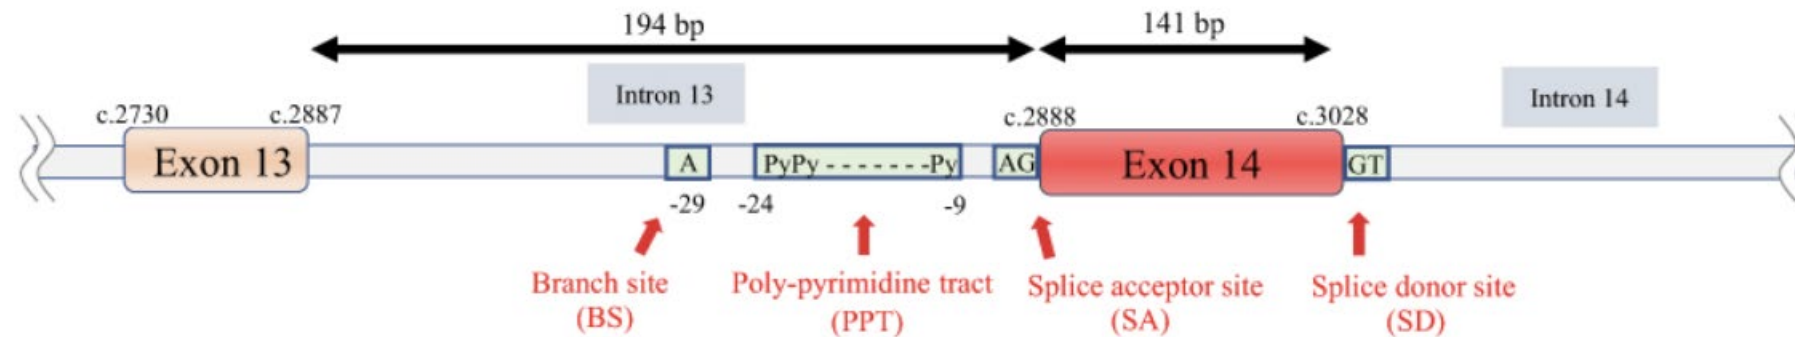 194 bp
141 bp
Intron 13
Intron 14
c.2730
c.2887
c.2888
c.3028
Exon 13
A
PyPy - - - - - - -Py
AG
Exon 14
GT
-29
-24
-9
Branch site
(BS)
Poly-pyrimidine tract
(PPT)
Splice acceptor site
(SA)
Splice donor site
(SD)